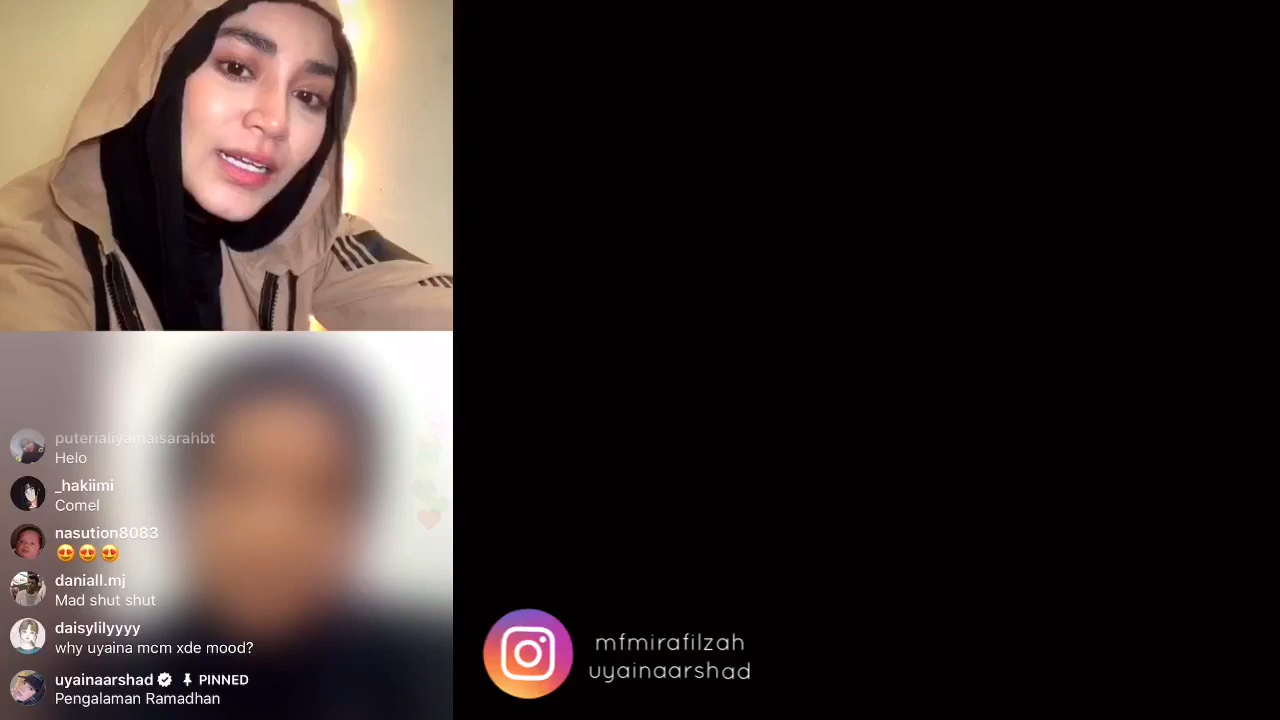 puterialiyamaisarahbt
Helo
_hakiimi
Comel
nasution8083
😍😍😍
daniall.mj
Mad shut shut
daisylilyyyy
why uyaina mcm xde mood?
uyainaarshad PINNED
Pengalaman Ramadhan
mfmirafilzah
uyainaarshad